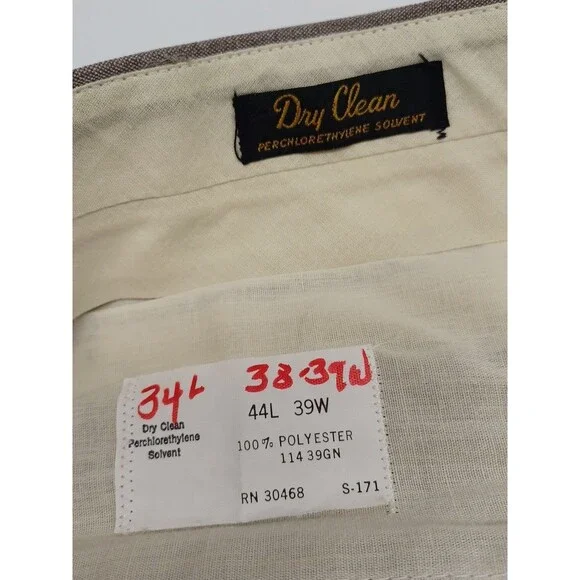 Dry Clean
PERCHLORETHYLENE SOLVENT
34L 38-39W
44L 39W
Dry Clean
Perchlorethylene
Solvent
100% POLYESTER
114 39GN
RN 30468 S-171